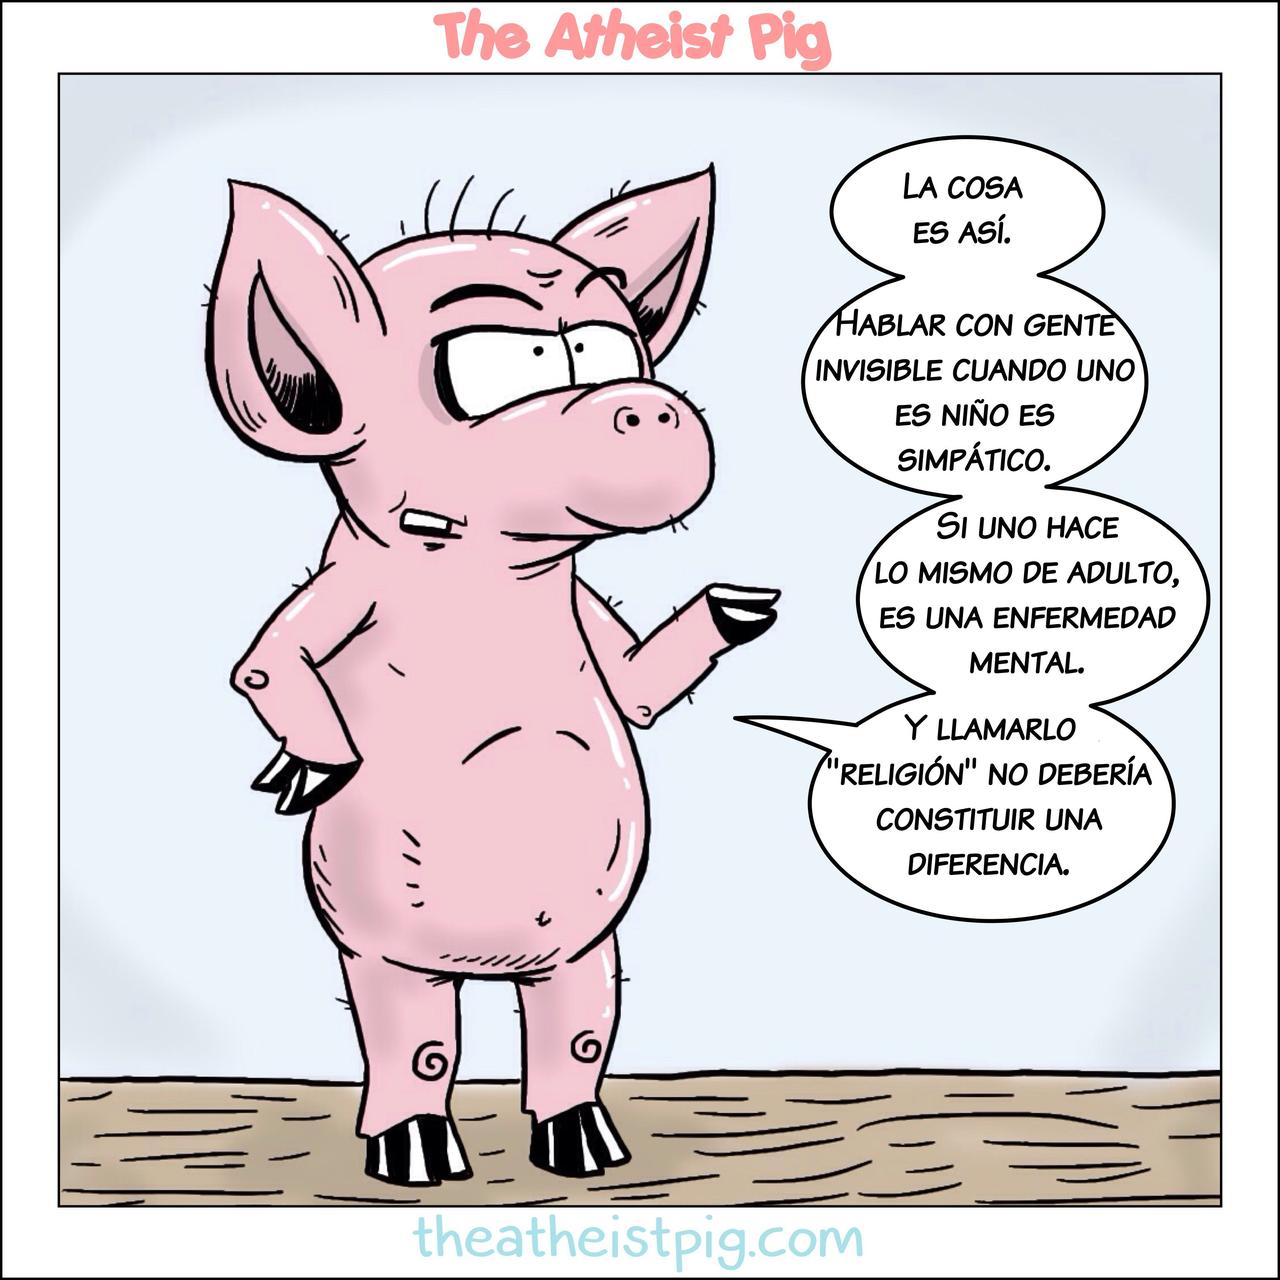 The Atheist Pig
LA COSA
ES ASÍ.
HABLAR CON GENTE
INVISIBLE CUANDO UNO
ES NIÑO ES
SIMPÁTICO.
SI UNO HACE
LO MISMO DE ADULTO,
ES UNA ENFERMEDAD
MENTAL.
Y LLAMARLO
"RELIGIÓN" NO DEBERÍA
CONSTITUIR UNA
DIFERENCIA.
theatheistpig.com